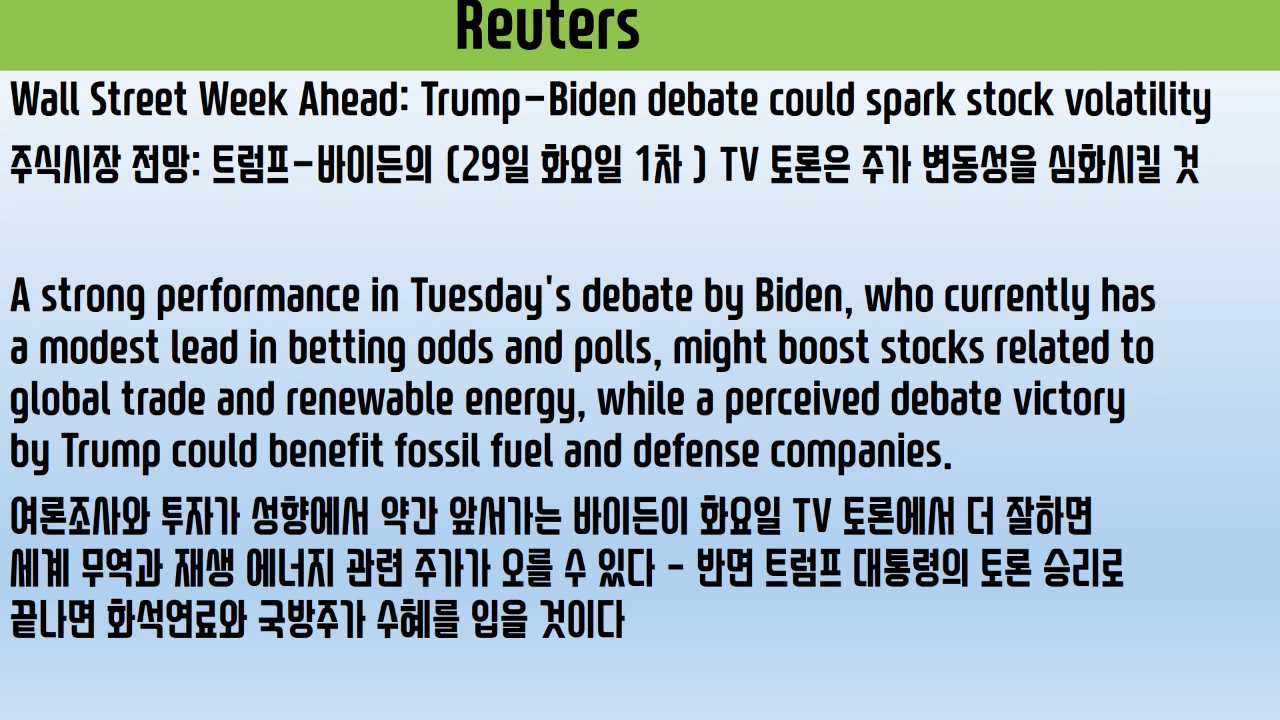 Reuters
Wall Street Week Ahead: Trump-Biden debate could spark stock volatility
주식시장 전망: 트럼프-바이든의 (29일 화요일 1차 ) TV 토론은 주가 변동성을 심화시킬 것
A strong performance in Tuesday's debate by Biden, who currently has
a modest lead in betting odds and polls, might boost stocks related to
global trade and renewable energy, while a perceived debate victory
by Trump could benefit fossil fuel and defense companies.
여론조사와 투자가 성향에서 약간 앞서가는 바이든이 화요일 TV 토론에서 더 잘하면
세계 무역과 재생 에너지 관련 주가가 오를 수 있다 - 반면 트럼프 대통령의 토론 승리로
끝나면 화석연료와 국방주가 수혜를 입을 것이다